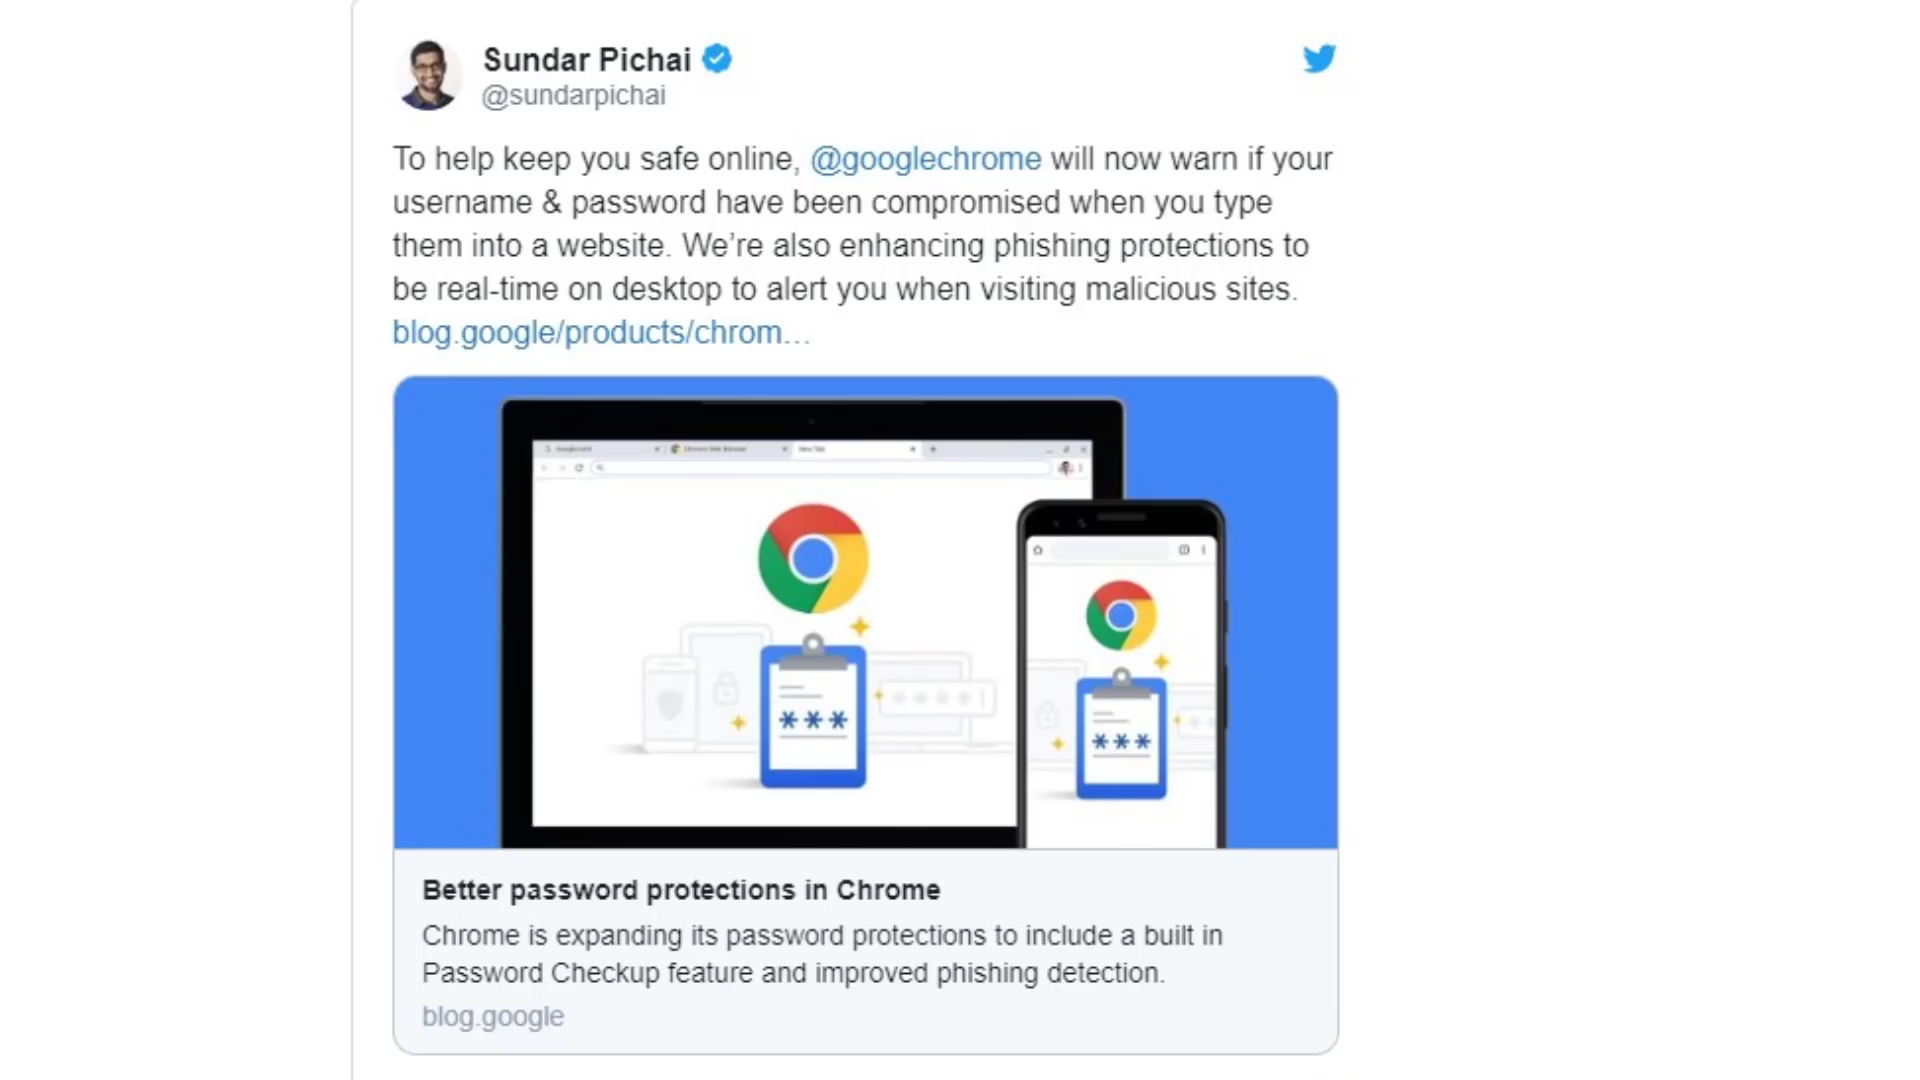 Sundar Pichai
@sundarpichai
To help keep you safe online, @googlechrome will now warn if your
username & password have been compromised when you type
them into a website. We’re also enhancing phishing protections to
be real-time on desktop to alert you when visiting malicious sites.
blog.google/products/chrom…
New Tab
***
***
Better password protections in Chrome
Chrome is expanding its password protections to include a built in
Password Checkup feature and improved phishing detection.
blog.google